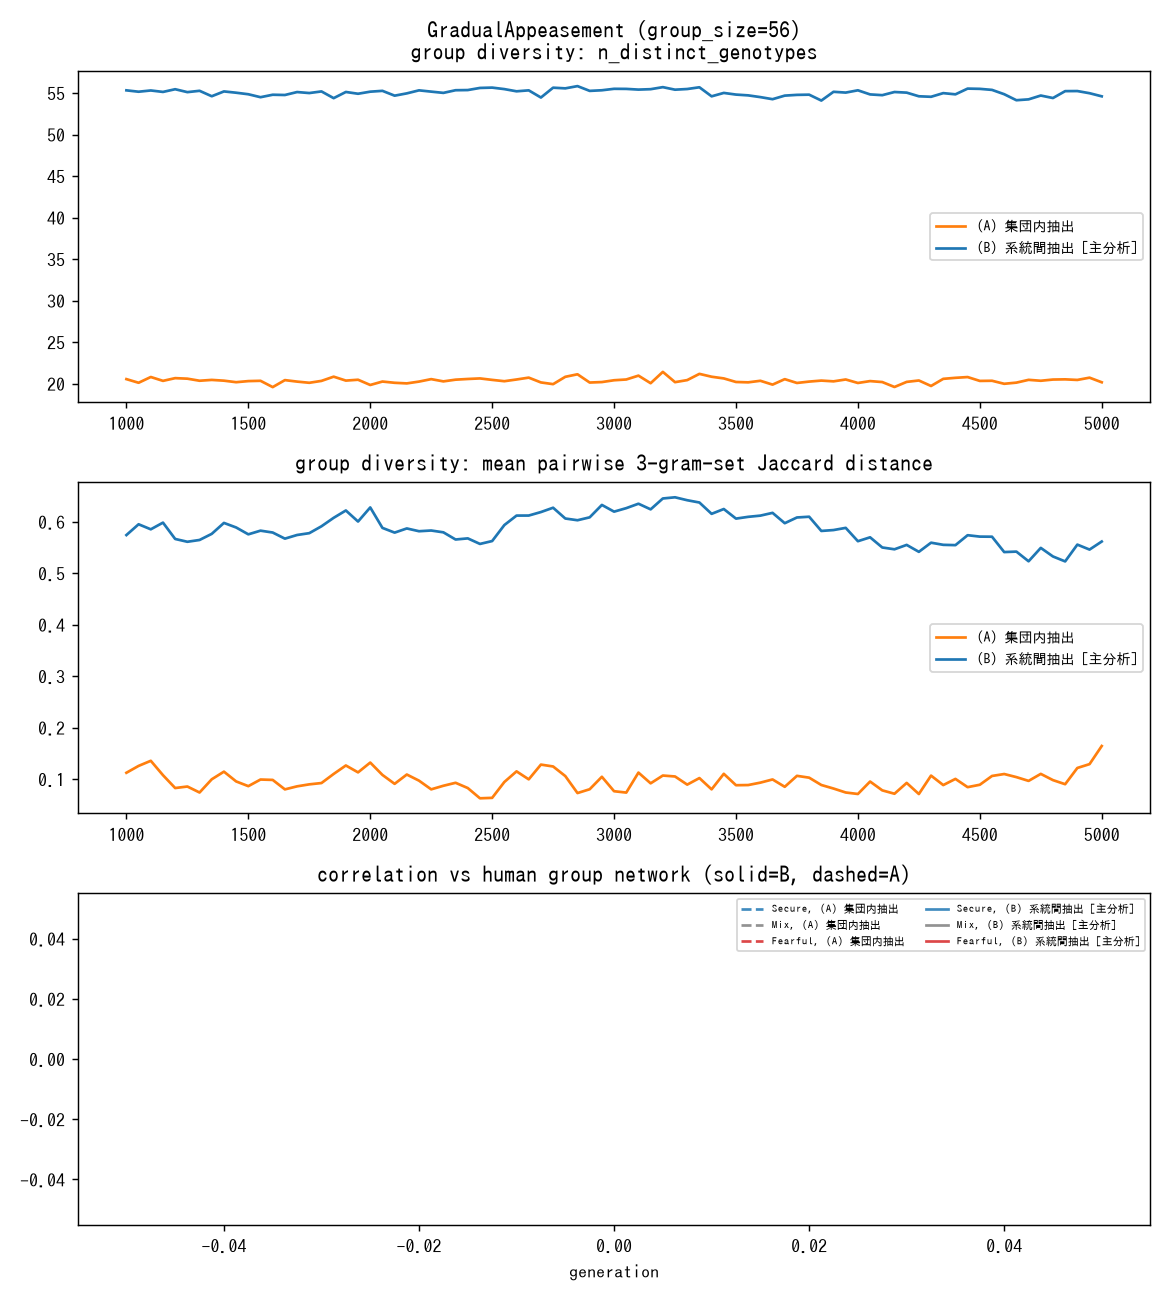 GradualAppeasement (group_size=56)
group diversity: n_distinct_genotypes
55
50
45
40
35
30
25
20
(A) 集団内抽出
(B) 系統間抽出 [主分析]
1000 1500 2000 2500 3000 3500 4000 4500 5000
group diversity: mean pairwise 3-gram-set Jaccard distance
0.6
0.5
0.4
0.3
0.2
0.1
(A) 集団内抽出
(B) 系統間抽出 [主分析]
1000 1500 2000 2500 3000 3500 4000 4500 5000
correlation vs human group network (solid=B, dashed=A)
Secure, (A) 集団内抽出 Secure, (B) 系統間抽出 [主分析]
Mix, (A) 集団内抽出 Mix, (B) 系統間抽出 [主分析]
Fearful, (A) 集団内抽出 Fearful, (B) 系統間抽出 [主分析]
0.04
0.02
0.00
-0.02
-0.04
-0.04 -0.02 0.00 0.02 0.04
generation